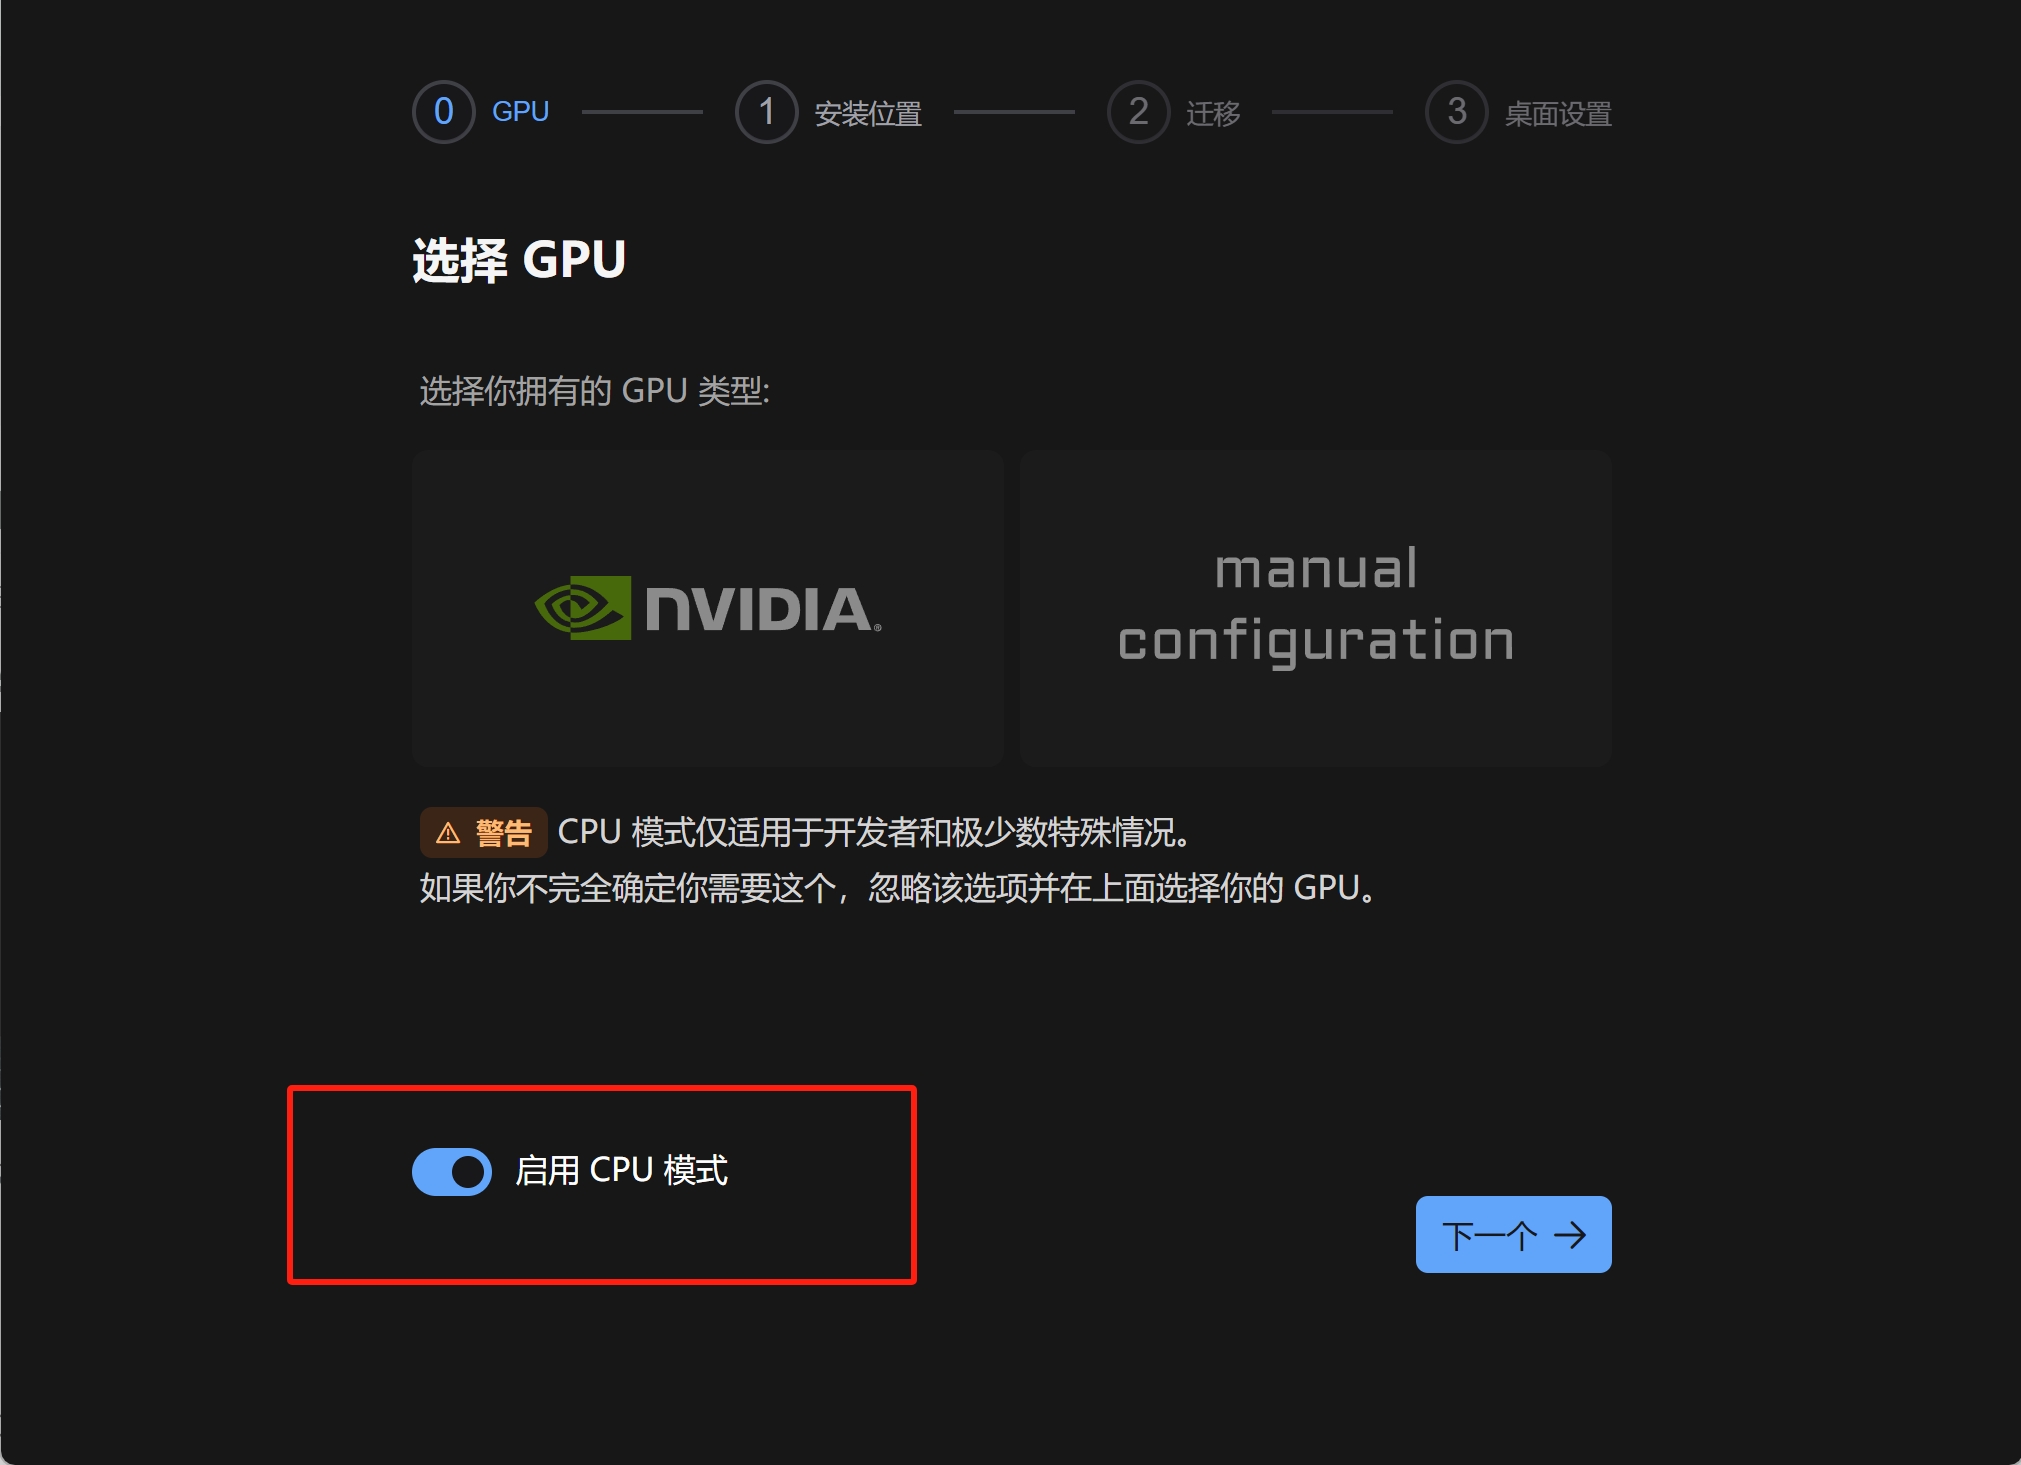 0 GPU 1 安装位置 2 迁移 3 桌面设置
选择 GPU
选择你拥有的 GPU 类型:
NVIDIA®
manual
configuration
警告 CPU 模式仅适用于开发者和极少数特殊情况。
如果你不完全确定你需要这个，忽略该选项并在上面选择你的 GPU。
启用 CPU 模式
下一个